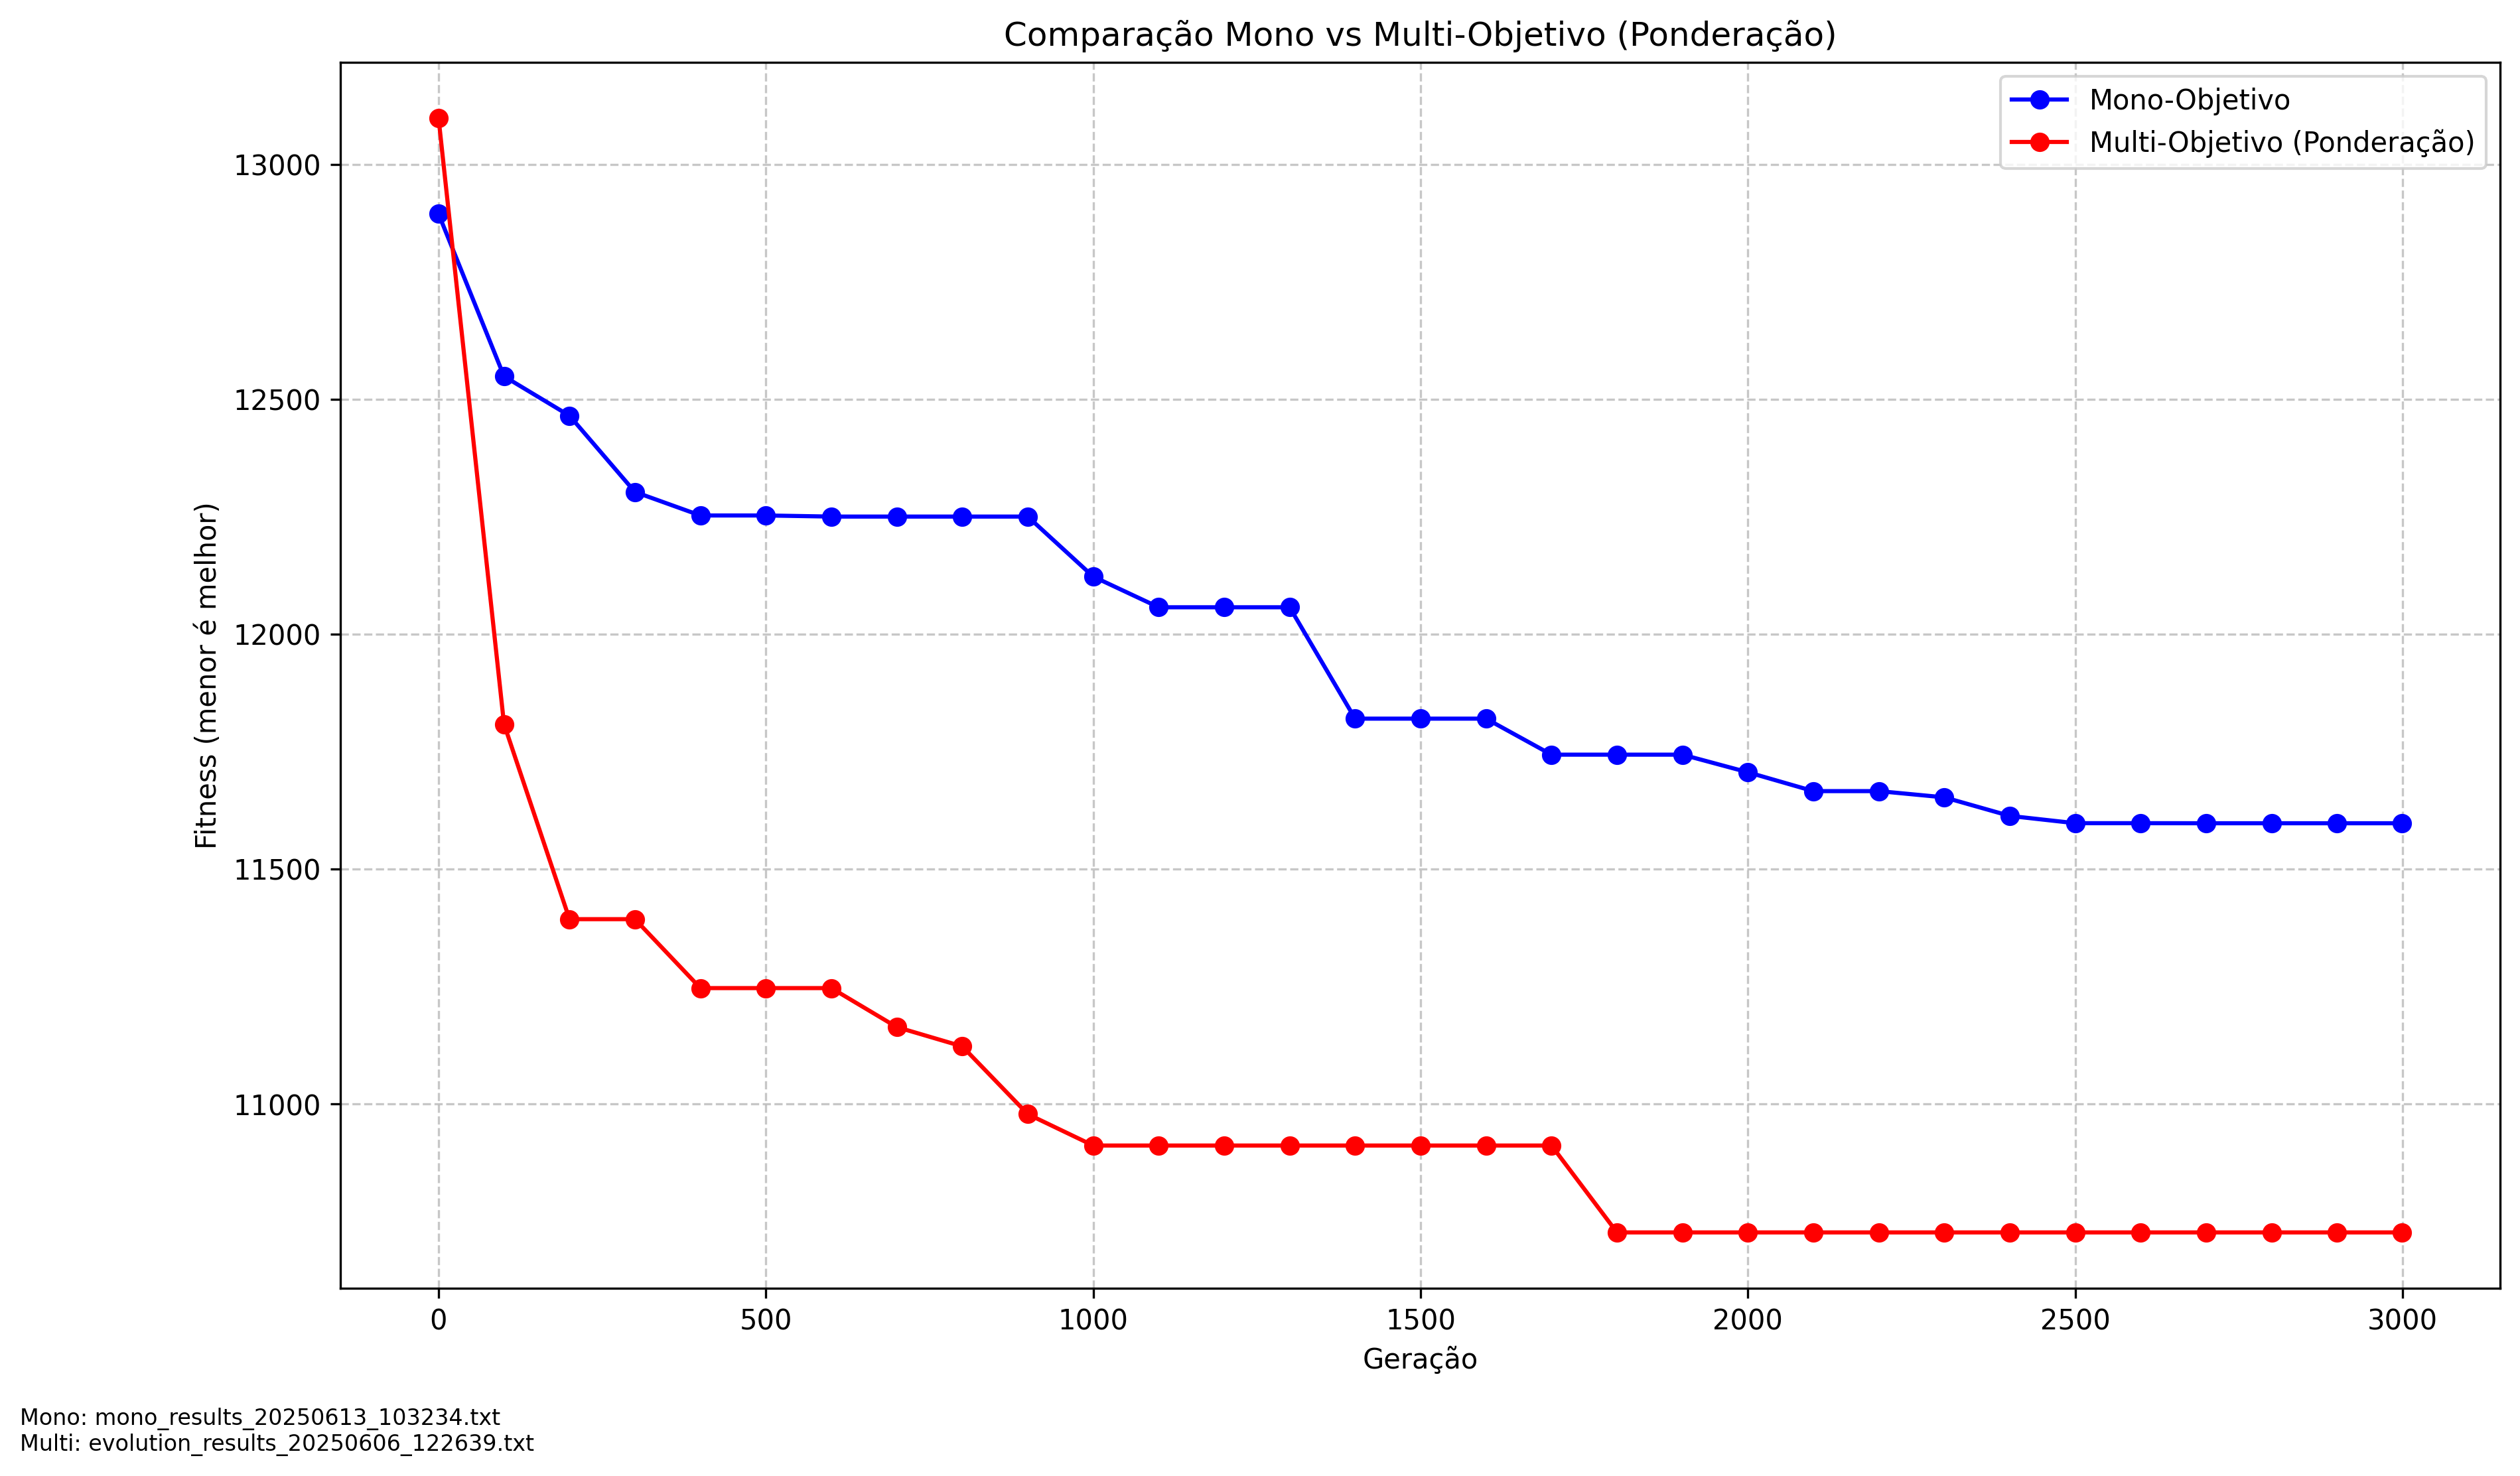 Comparação Mono vs Multi-Objetivo (Ponderação)
Mono-Objetivo
Multi-Objetivo (Ponderação)
Fitness (menor é melhor)
13000
12500
12000
11500
11000
0 500 1000 1500 2000 2500 3000
Geração
Mono: mono_results_20250613_103234.txt
Multi: evolution_results_20250606_122639.txt